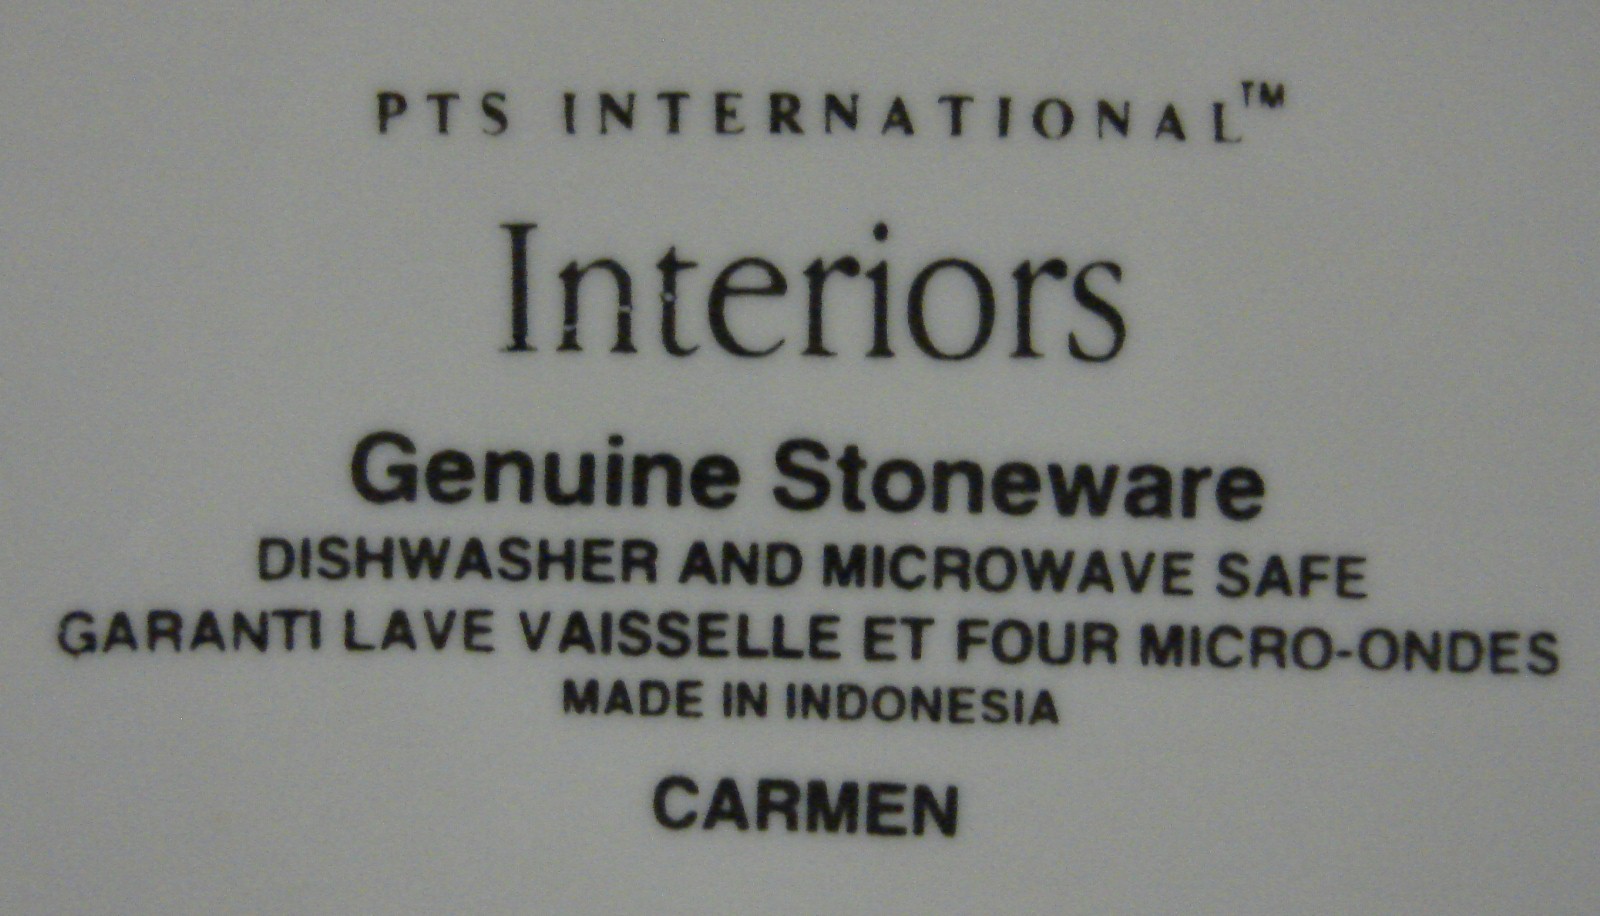 PTS INTERNATIONAL™
Interiors
Genuine Stoneware
DISHWASHER AND MICROWAVE SAFE
GARANTI LAVE VAISSELLE ET FOUR MICRO-ONDES
MADE IN INDONESIA
CARMEN